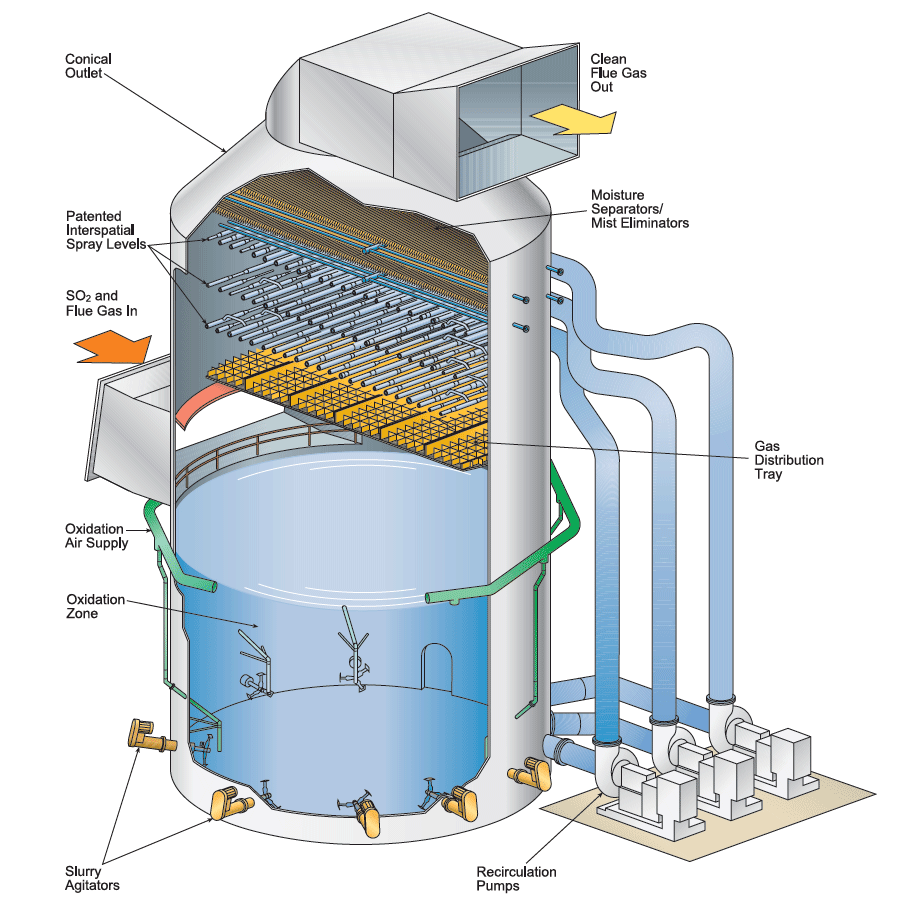 Conical
Outlet
Clean
Flue Gas
Out
Patented
Interspatial
Spray Levels
Moisture
Separators/
Mist Eliminators
SO₂ and
Flue Gas In
Gas
Distribution
Tray
Oxidation
Air Supply
Oxidation
Zone
Slurry
Agitators
Recirculation
Pumps